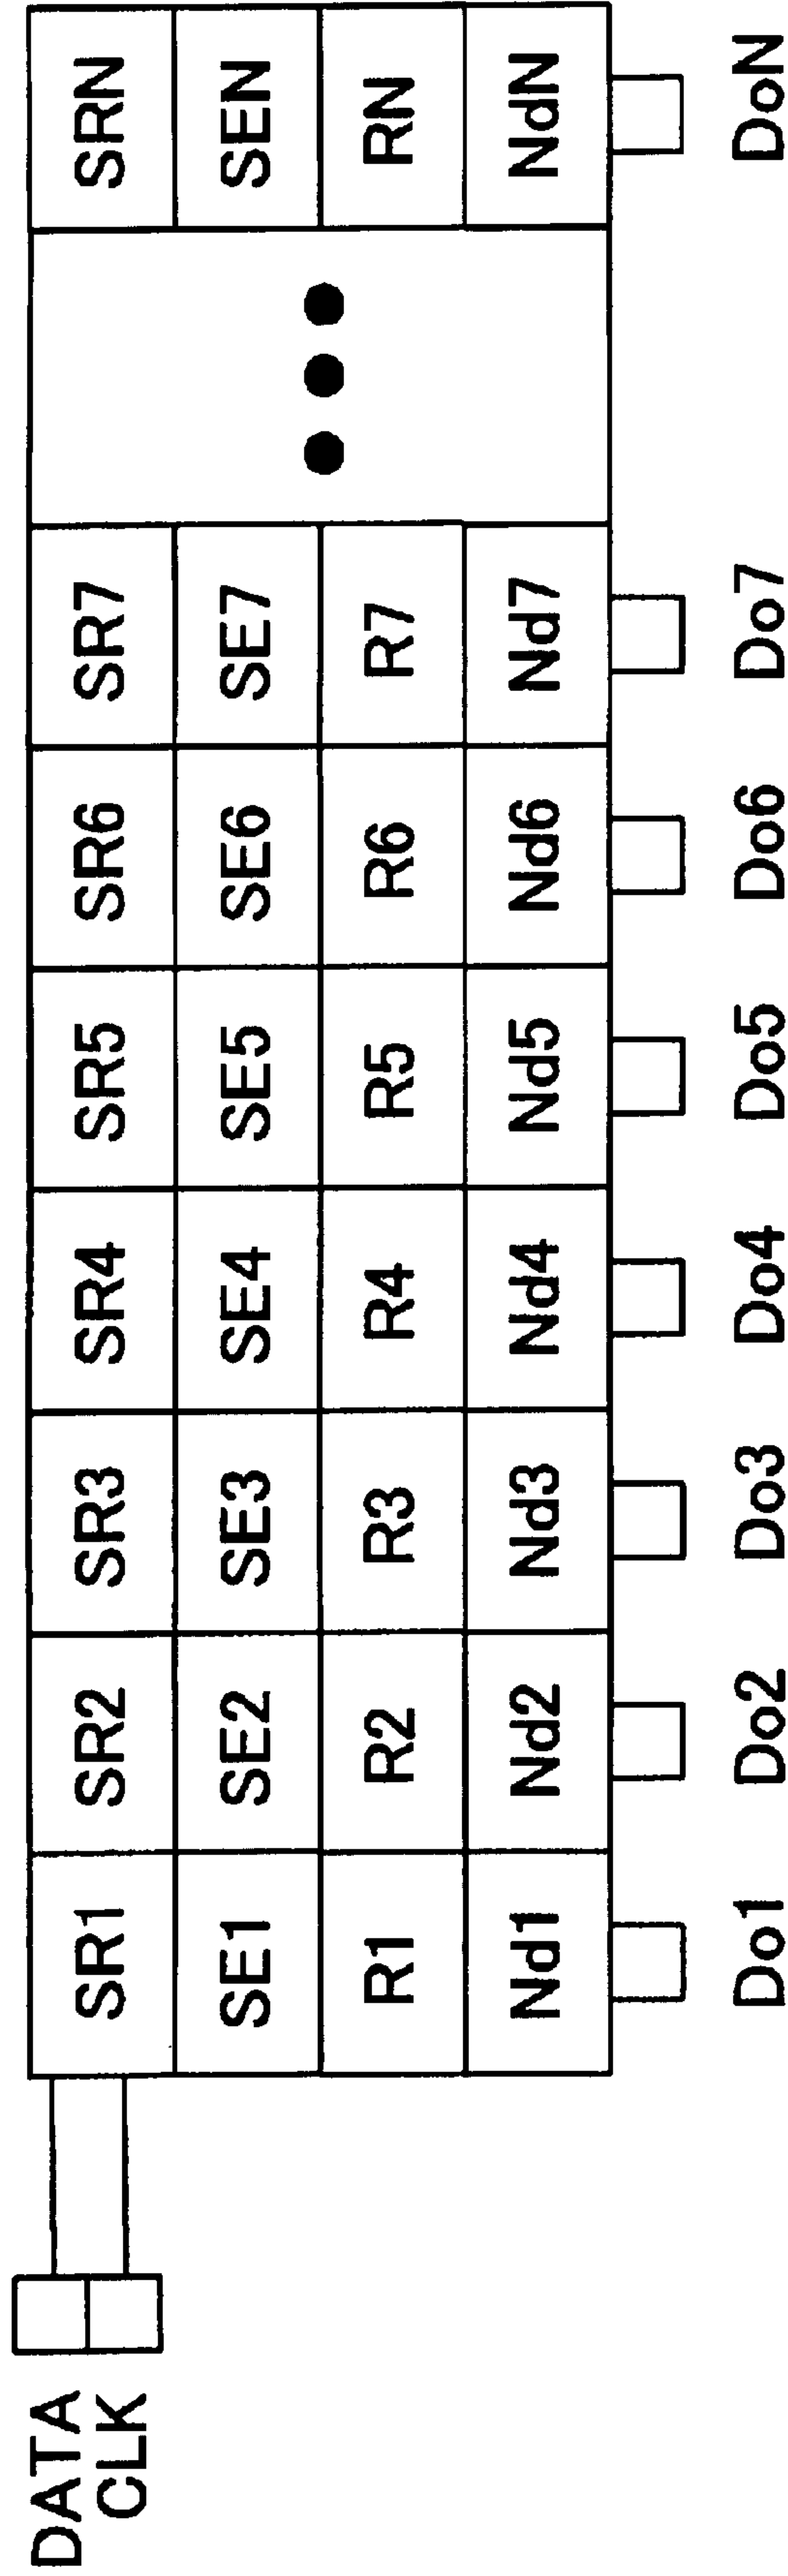 DATA
CLK
SR1 SR2 SR3 SR4 SR5 SR6 SR7 SRN
SE1 SE2 SE3 SE4 SE5 SE6 SE7 SEN
R1 R2 R3 R4 R5 R6 R7 RN
Nd1 Nd2 Nd3 Nd4 Nd5 Nd6 Nd7 NdN
Do1 Do2 Do3 Do4 Do5 Do6 Do7 DoN